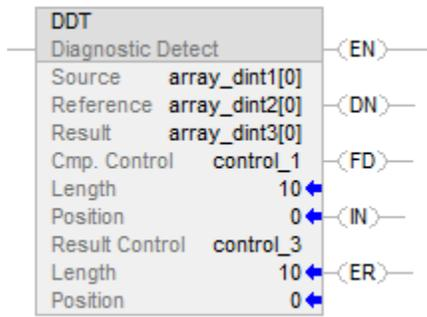 DDT
Diagnostic Detect (EN)
Source array_dint1[0]
Reference array_dint2[0] (DN)
Result array_dint3[0]
Cmp. Control control_1 (FD)
Length 10
Position 0 (IN)
Result Control control_3
Length 10 (ER)
Position 0